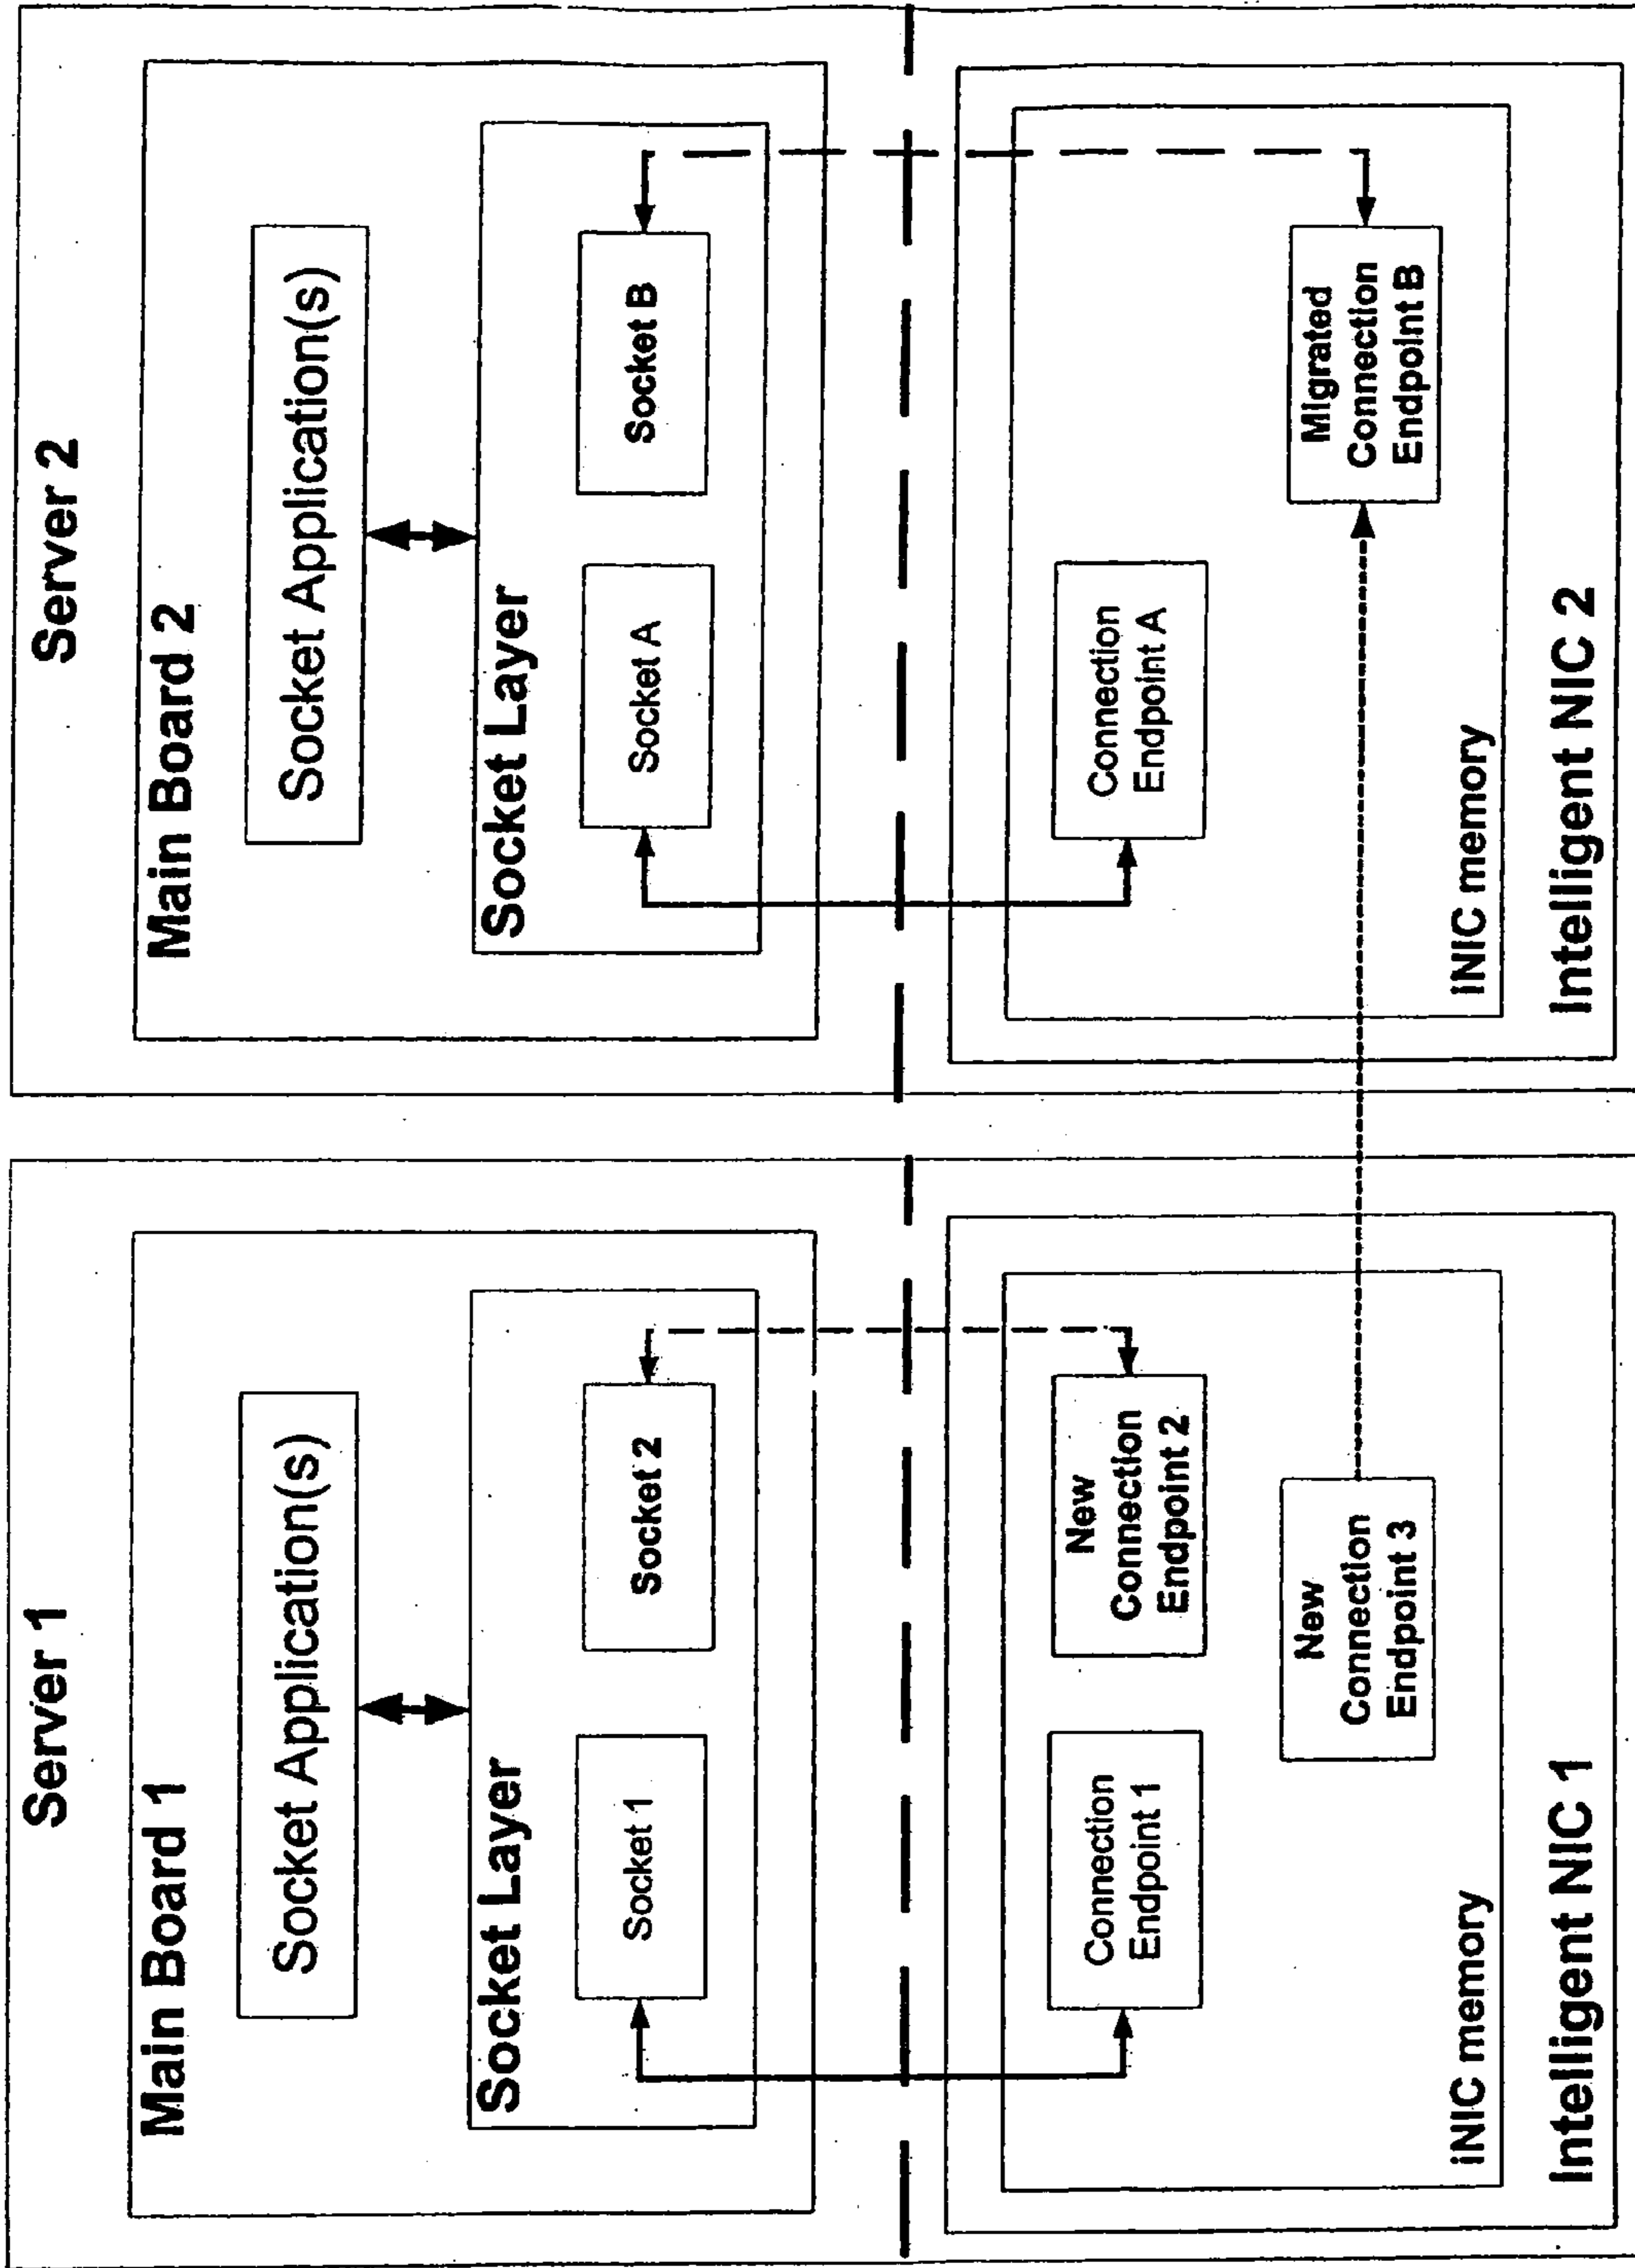 Server 1
Main Board 1
Socket Application(s)
Socket Layer
Socket 1
Socket 2
Connection
Endpoint 1
New
Connection
Endpoint 2
New
Connection
Endpoint 3
iNIC memory
Intelligent NIC 1
Server 2
Main Board 2
Socket Application(s)
Socket Layer
Socket A
Socket B
Connection
Endpoint A
Migrated
Connection
Endpoint B
iNIC memory
Intelligent NIC 2